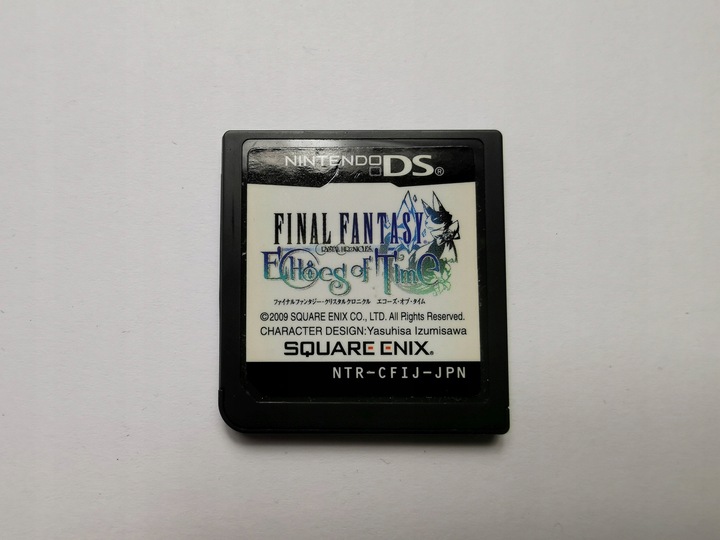 NINTENDO DS®
FINAL FANTASY
CRYSTAL CHRONICLES
Echoes of Time
ファイナルファンタジー・クリスタルクロニクル エコーズ・オブ・タイム
©2009 SQUARE ENIX CO., LTD. All Rights Reserved.
CHARACTER DESIGN:Yasuhisa Izumisawa
SQUARE ENIX®
NTR-CFIJ-JPN